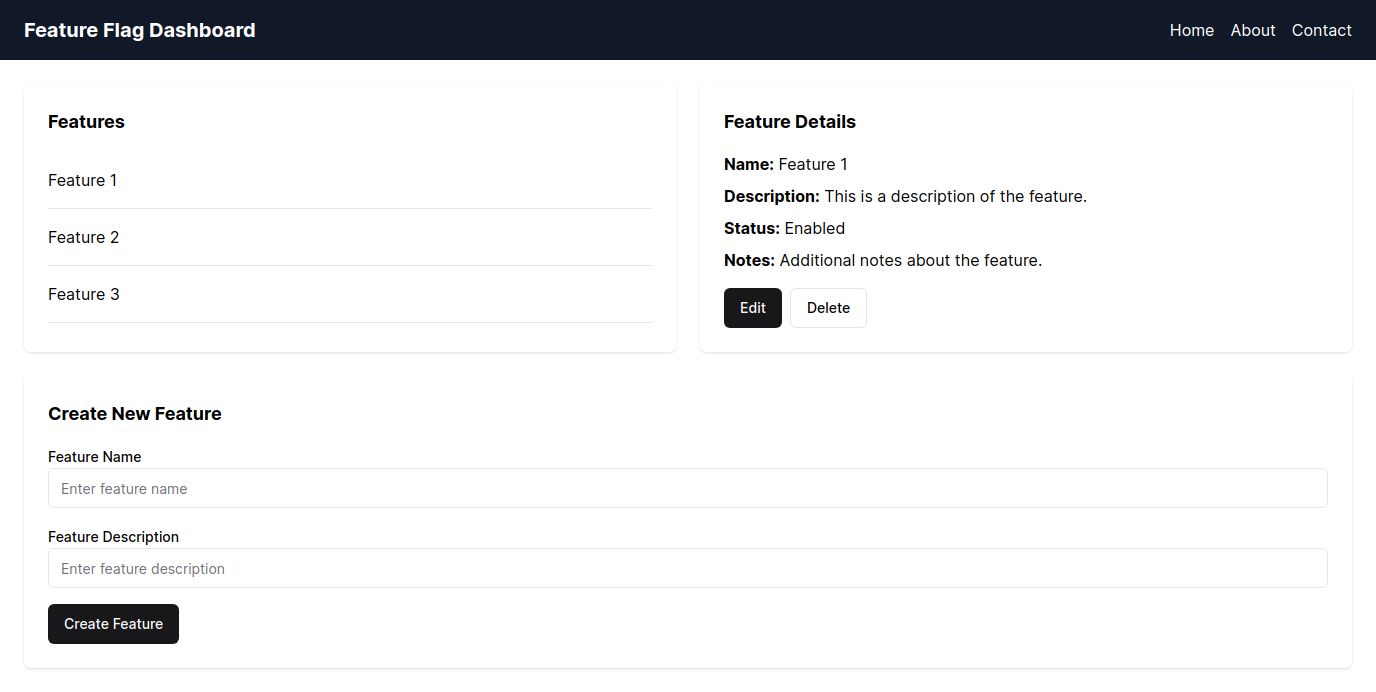 Feature Flag Dashboard
Home About Contact
Features
Feature 1
Feature 2
Feature 3
Feature Details
Name: Feature 1
Description: This is a description of the feature.
Status: Enabled
Notes: Additional notes about the feature.
Edit Delete
Create New Feature
Feature Name
Enter feature name
Feature Description
Enter feature description
Create Feature